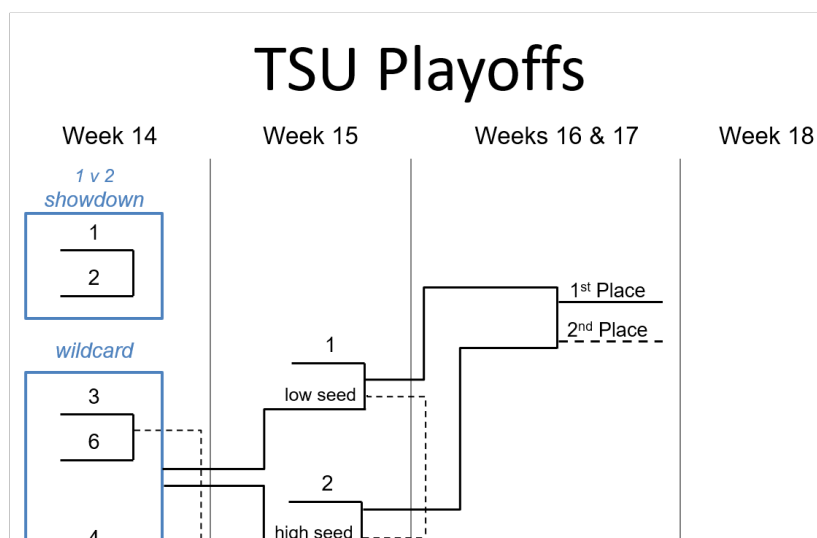 TSU Playoffs
Week 14
Week 15
Weeks 16 & 17
Week 18
1 v 2
showdown
1
2
wildcard
3
6
4
1
low seed
2
high seed
1st Place
2nd Place